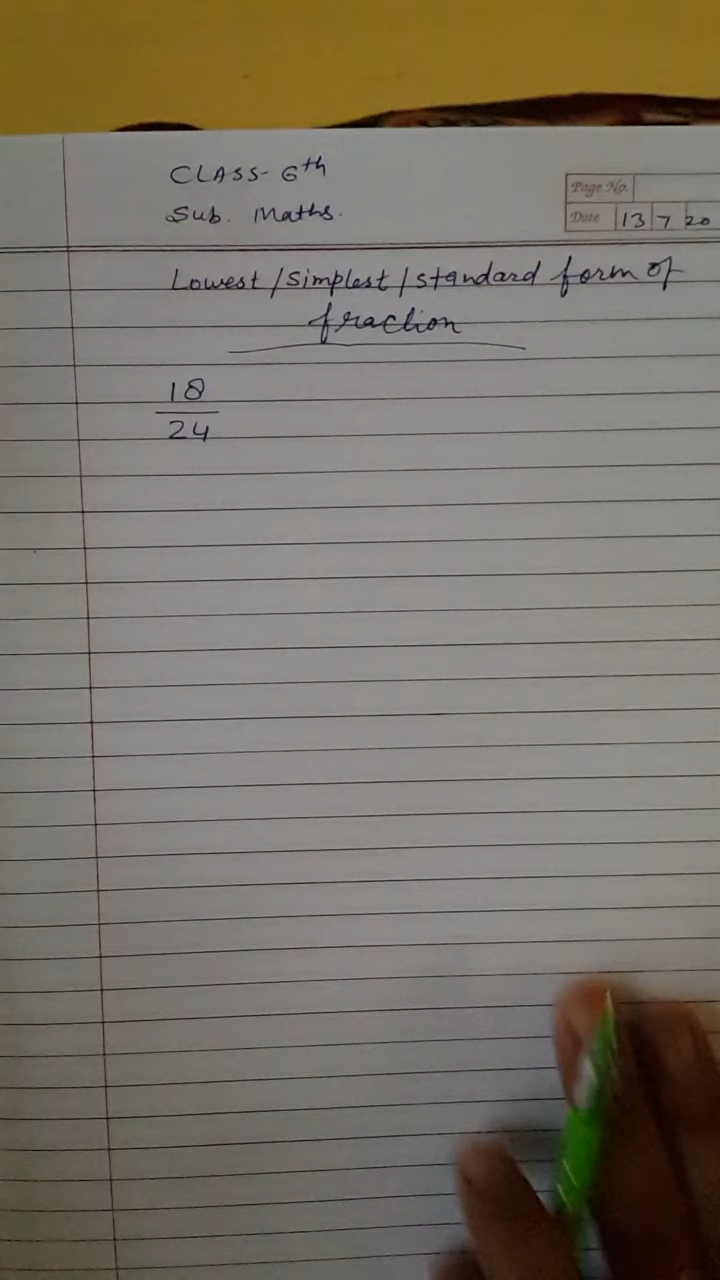 CLASS- 6th
Sub. Maths.
Page No.
Date 13 7 20
Lowest / Simplest / standard form of
fraction
18
24